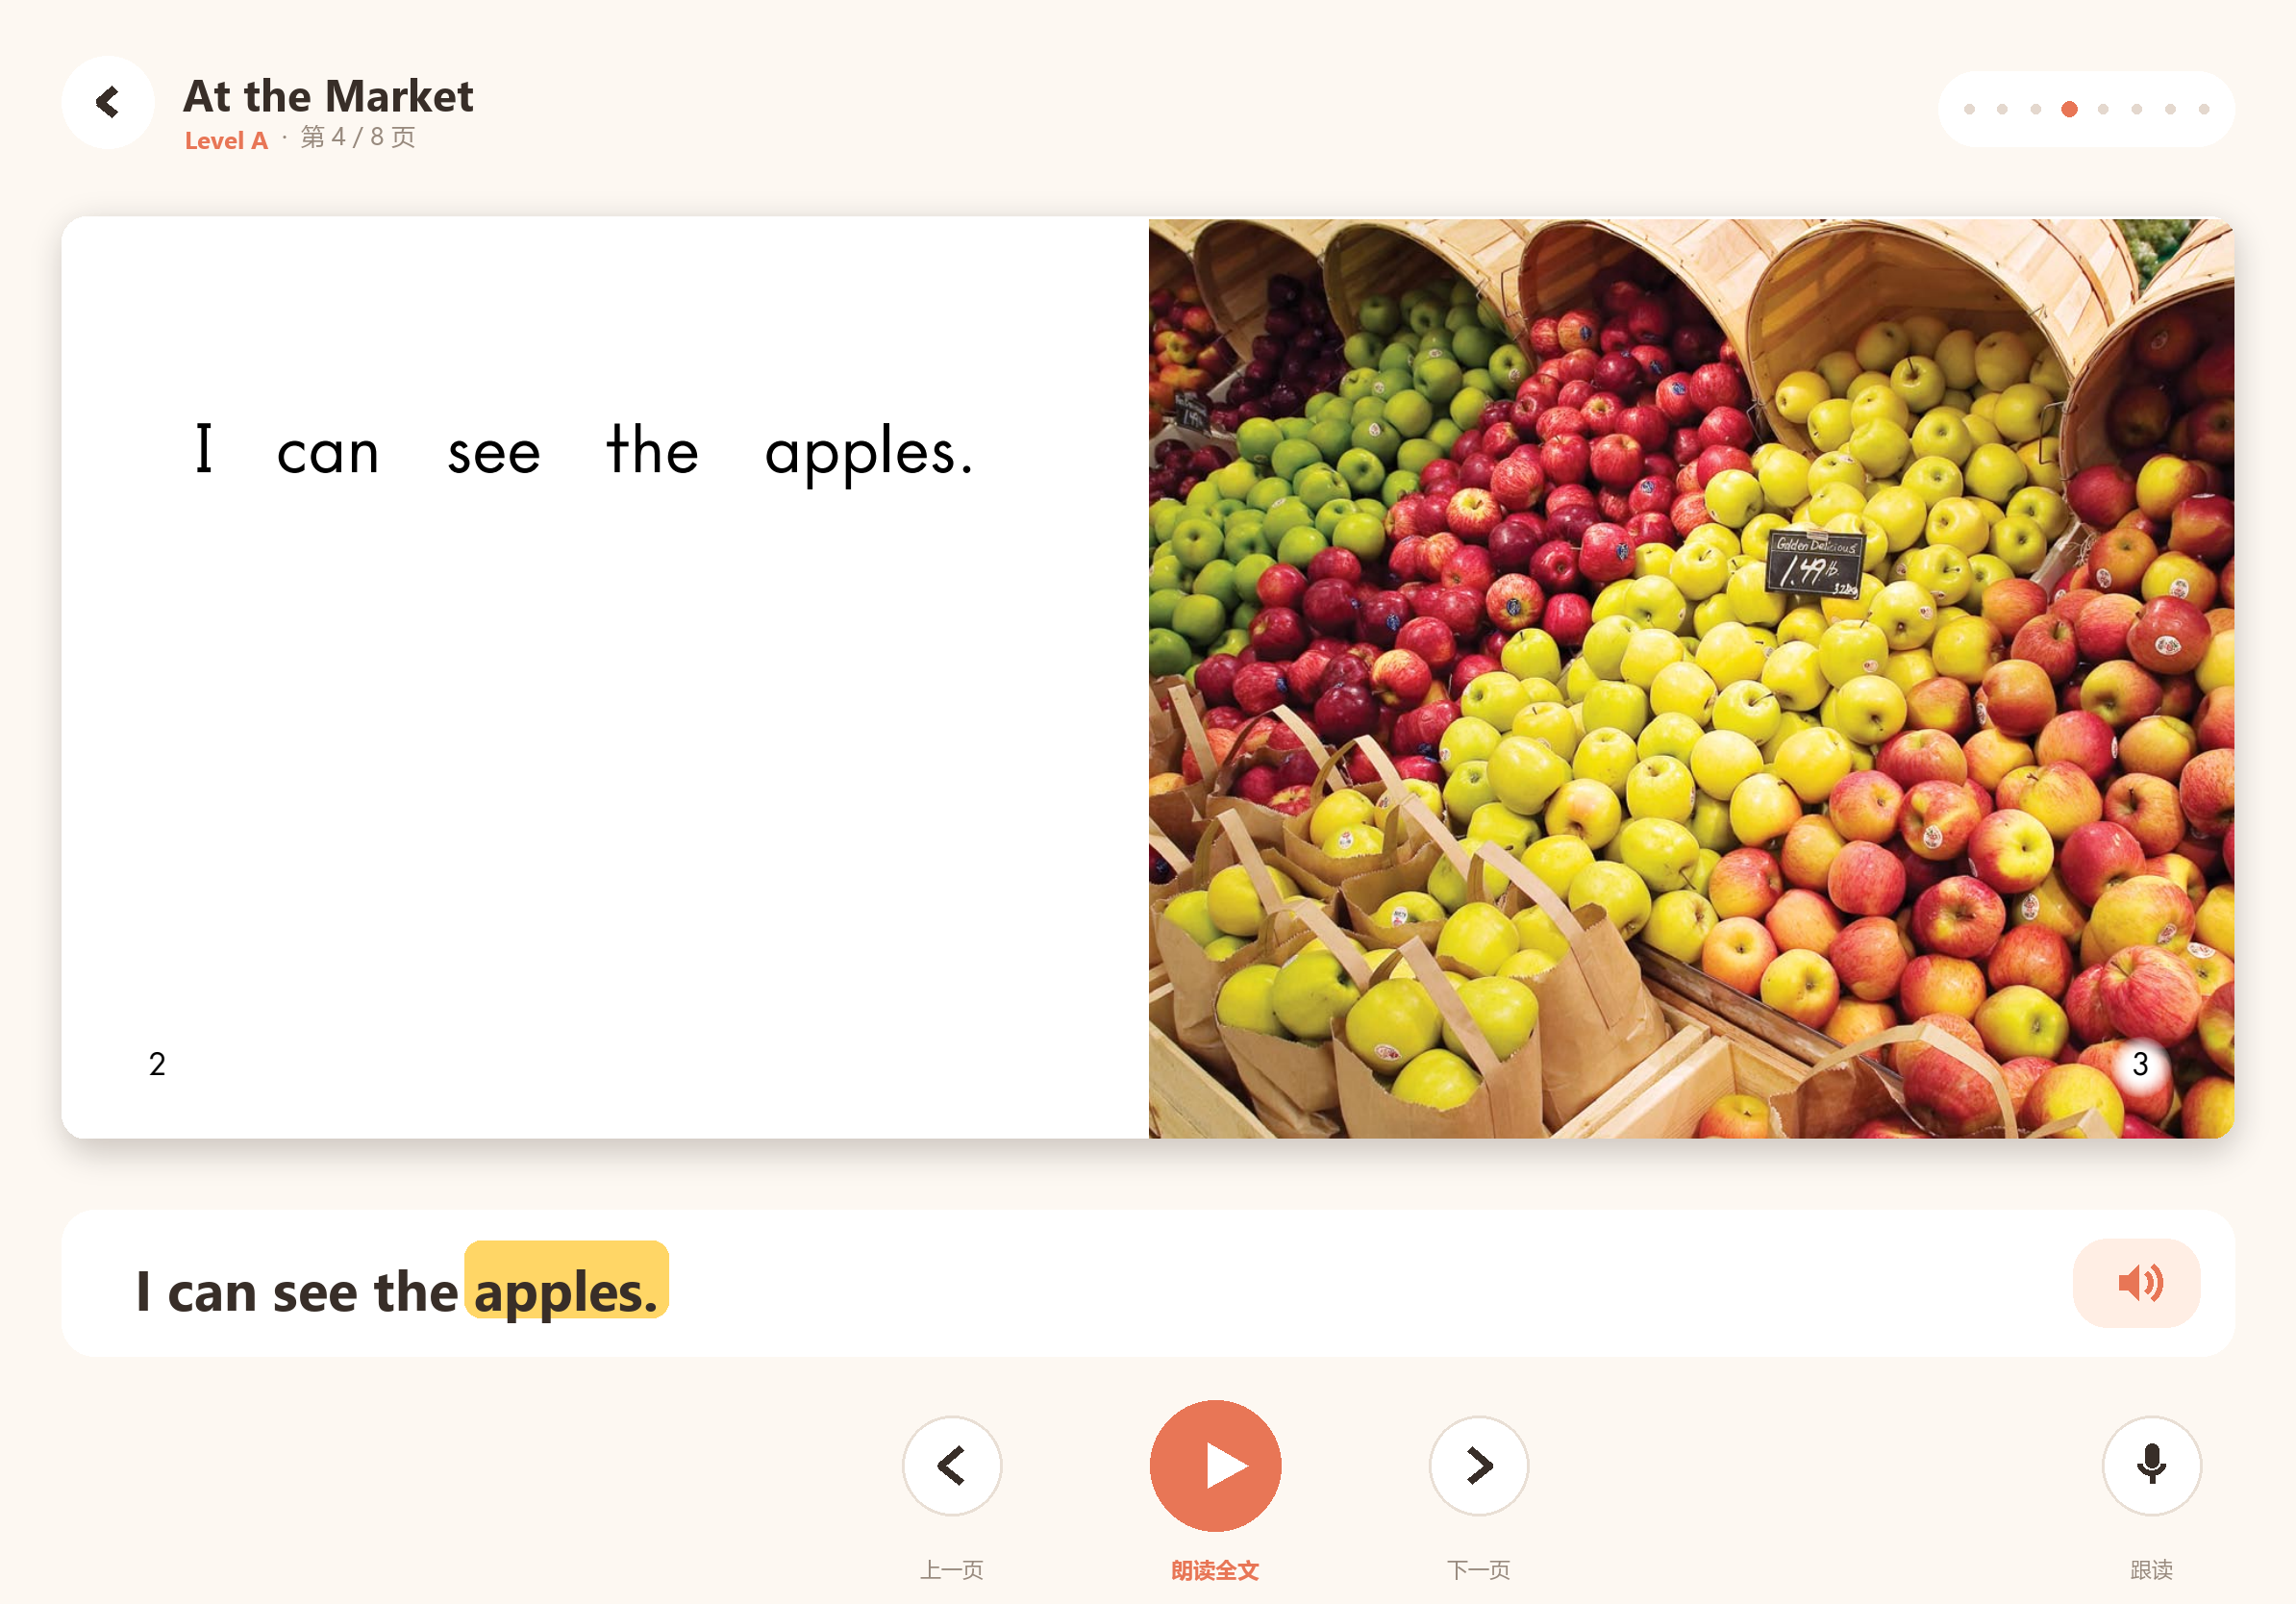 At the Market
Level A · 第 4 / 8 页
I can see the apples.
Golden Delicious
1.49 lb.
2
3
I can see the apples.
上一页
朗读全文
下一页
跟读